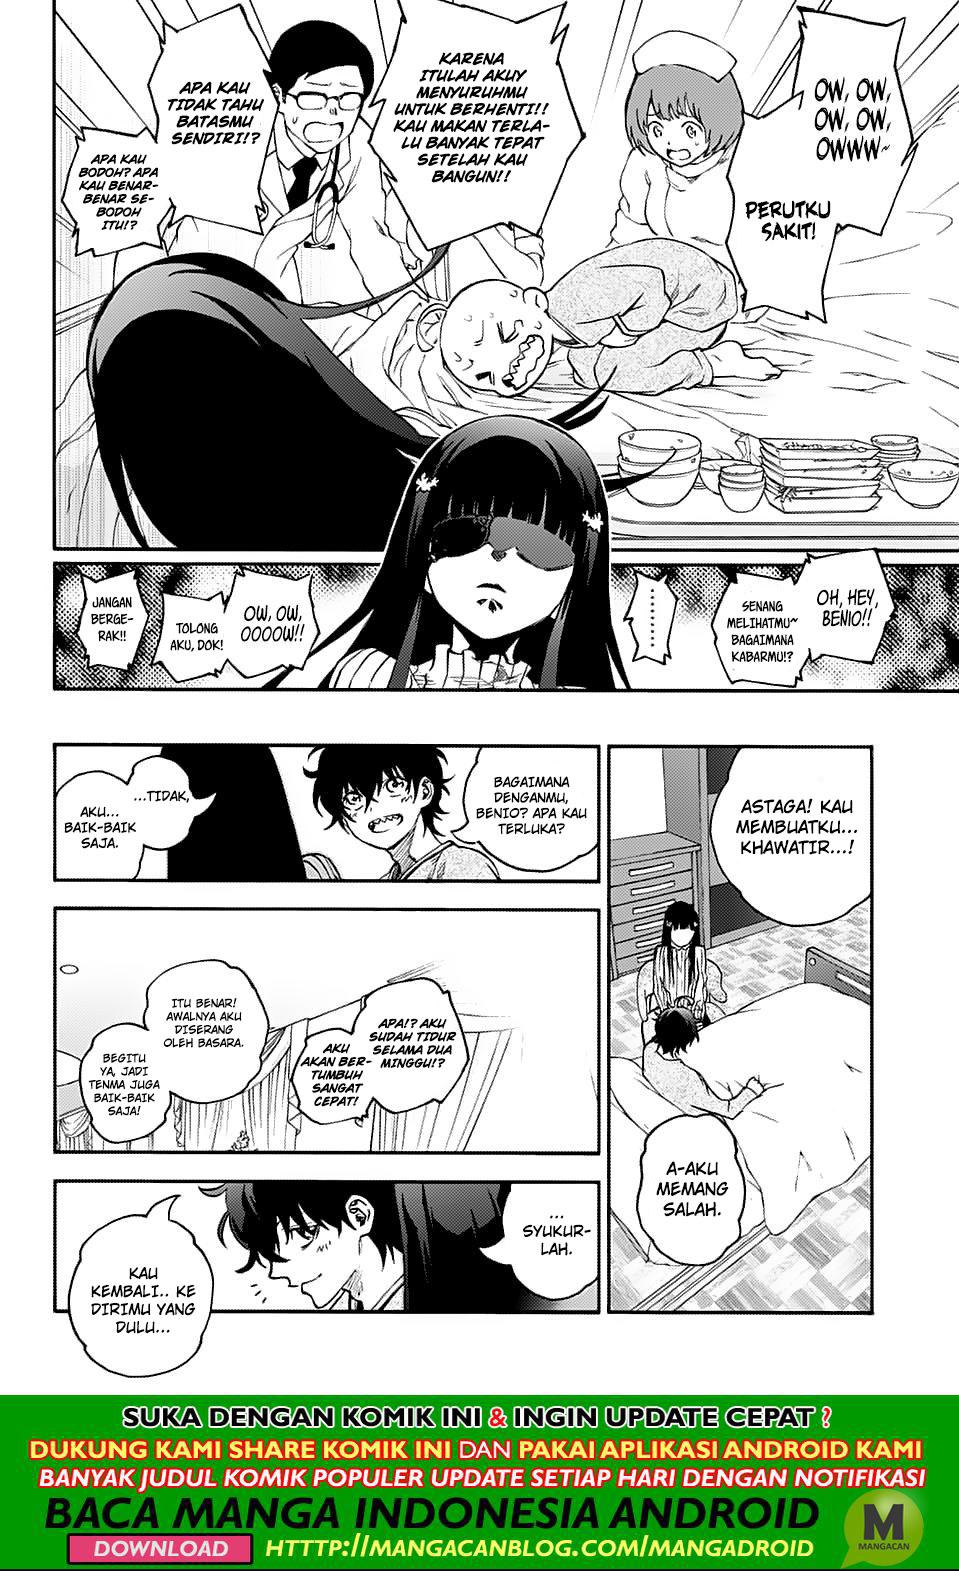 OW, OW,
OW, OW,
OWWW~
PERUTKU
SAKIT!
KARENA
ITULAH AKUY
MENYURUHMU
UNTUK BERHENTI!!
KAU MAKAN TERLA-
LU BANYAK TEPAT
SETELAH KAU
BANGUN!!
APA KAU
TIDAK TAHU
BATASMU
SENDIRI!?
APA KAU
BODOH? APA
KAU BENAR-
BENAR SE-
BODOH
ITU!?
OH, HEY,
BENIO!!
SENANG
MELIHATMU~
BAGAIMANA
KABARMU!?
.........
OW, OW,
OOOOW!!
TOLONG
AKU, DOK!
JANGAN
BERGE-
RAK!!
ASTAGA! KAU
MEMBUATKU...
KHAWATIR...!
A-AKU
MEMANG
SALAH.
BAGAIMANA
DENGANMU,
BENIO? APA KAU
TERLUKA?
...TIDAK,
AKU...
BAIK-BAIK
SAJA.
APA!? AKU
SUDAH TIDUR
SELAMA DUA
MINGGU!?
AKU
AKAN BER-
TUMBUH
SANGAT
CEPAT!
ITU BENAR!
AWALNYA AKU
DISERANG
OLEH BASARA.
BEGITU
YA, JADI
TENMA JUGA
BAIK-BAIK
SAJA!
...
SYUKUR-
LAH.
KAU
KEMBALI.. KE
DIRIMU YANG
DULU...
SUKA DENGAN KOMIK INI & INGIN UPDATE CEPAT ?
DUKUNG KAMI SHARE KOMIK INI DAN PAKAI APLIKASI ANDROID KAMI
BANYAK JUDUL KOMIK POPULER UPDATE SETIAP HARI DENGAN NOTIFIKASI
BACA MANGA INDONESIA ANDROID
DOWNLOAD HTTTP://MANGACANBLOG.COM/MANGADROID
M
MANGACAN